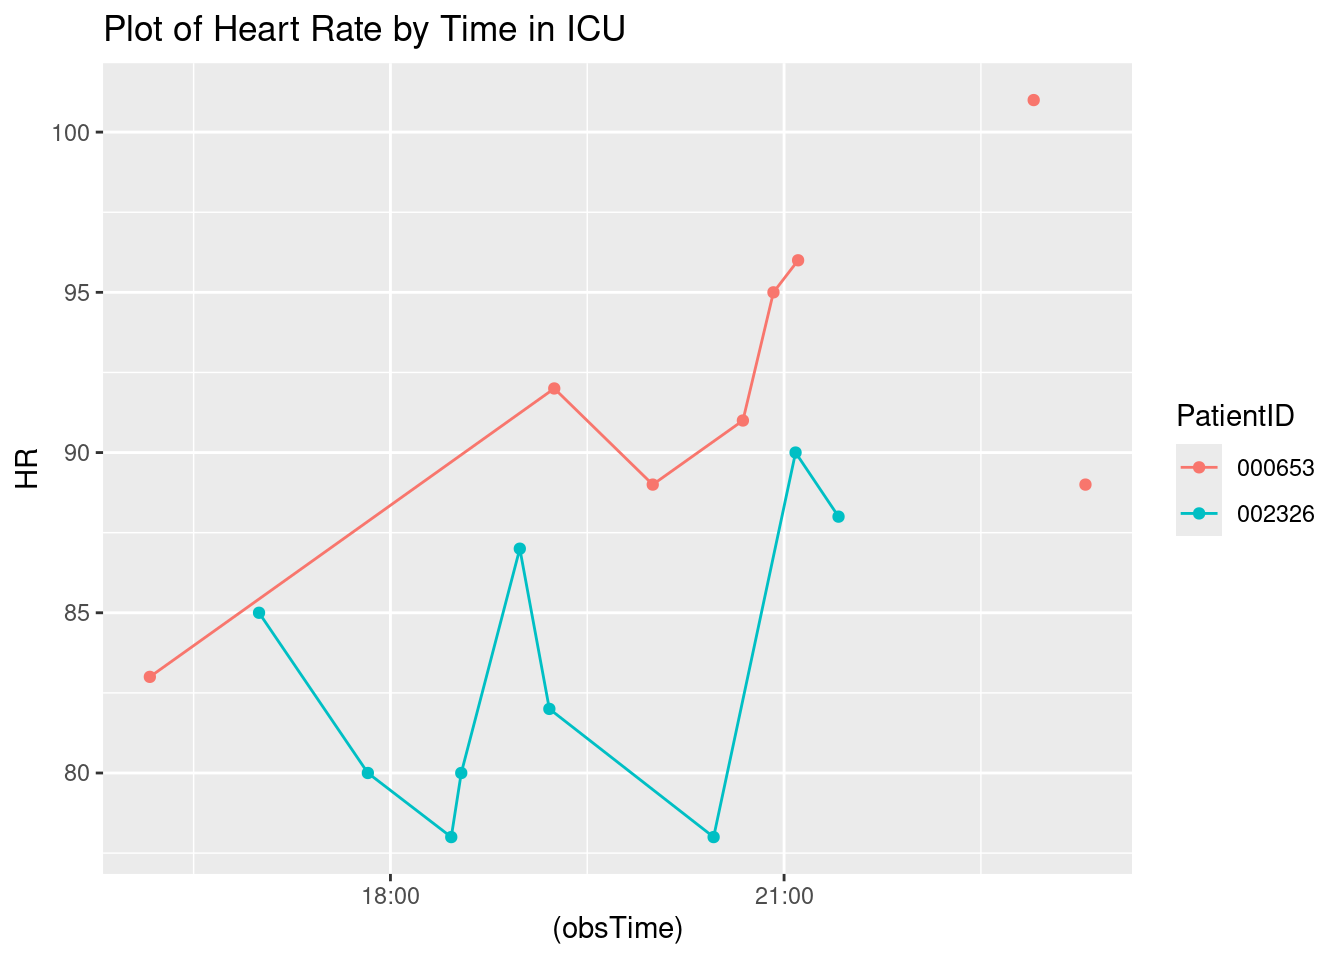 Plot of Heart Rate by Time in ICU
100
95
90
85
80
HR
18:00
21:00
(obsTime)
PatientID
000653
002326